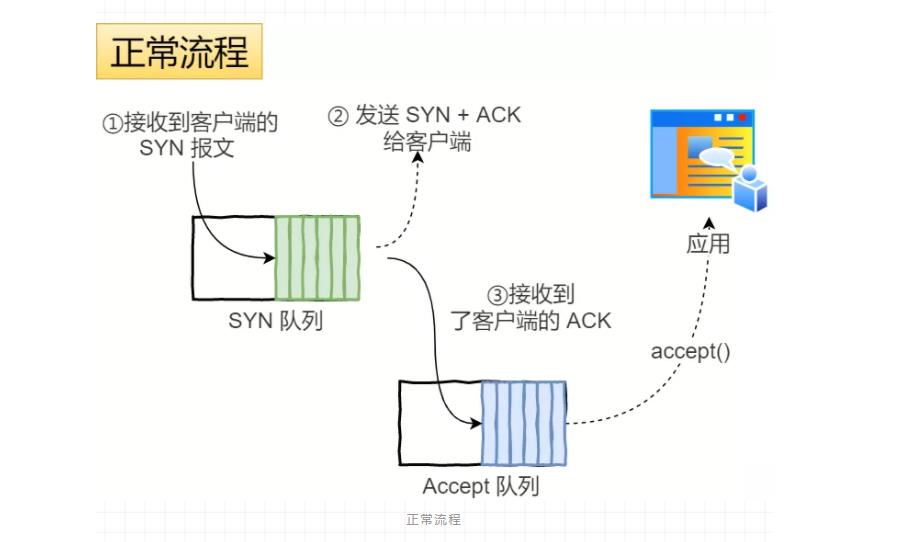 正常流程
①接收到客户端的
SYN 报文
② 发送 SYN + ACK
给客户端
应用
SYN 队列
③接收到
了客户端的 ACK
accept()
Accept 队列
正常流程